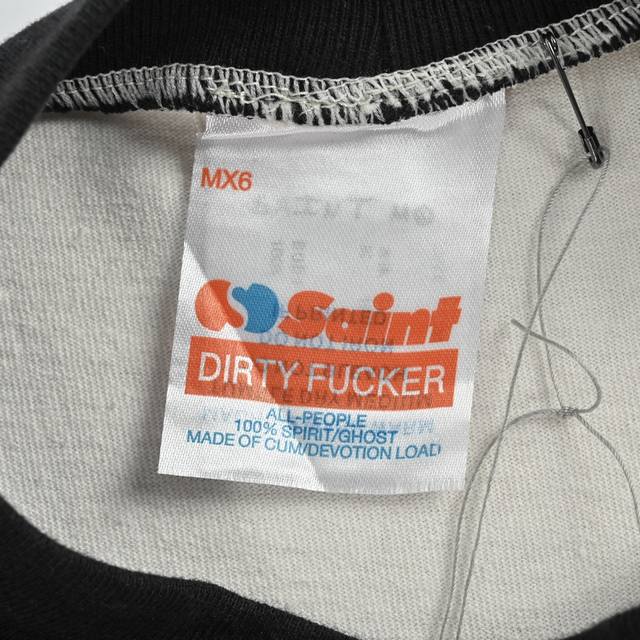 MX6
Saint
DIRTY FUCKER
ALL-PEOPLE
100% SPIRIT/GHOST
MADE OF CUM/DEVOTION LOAD